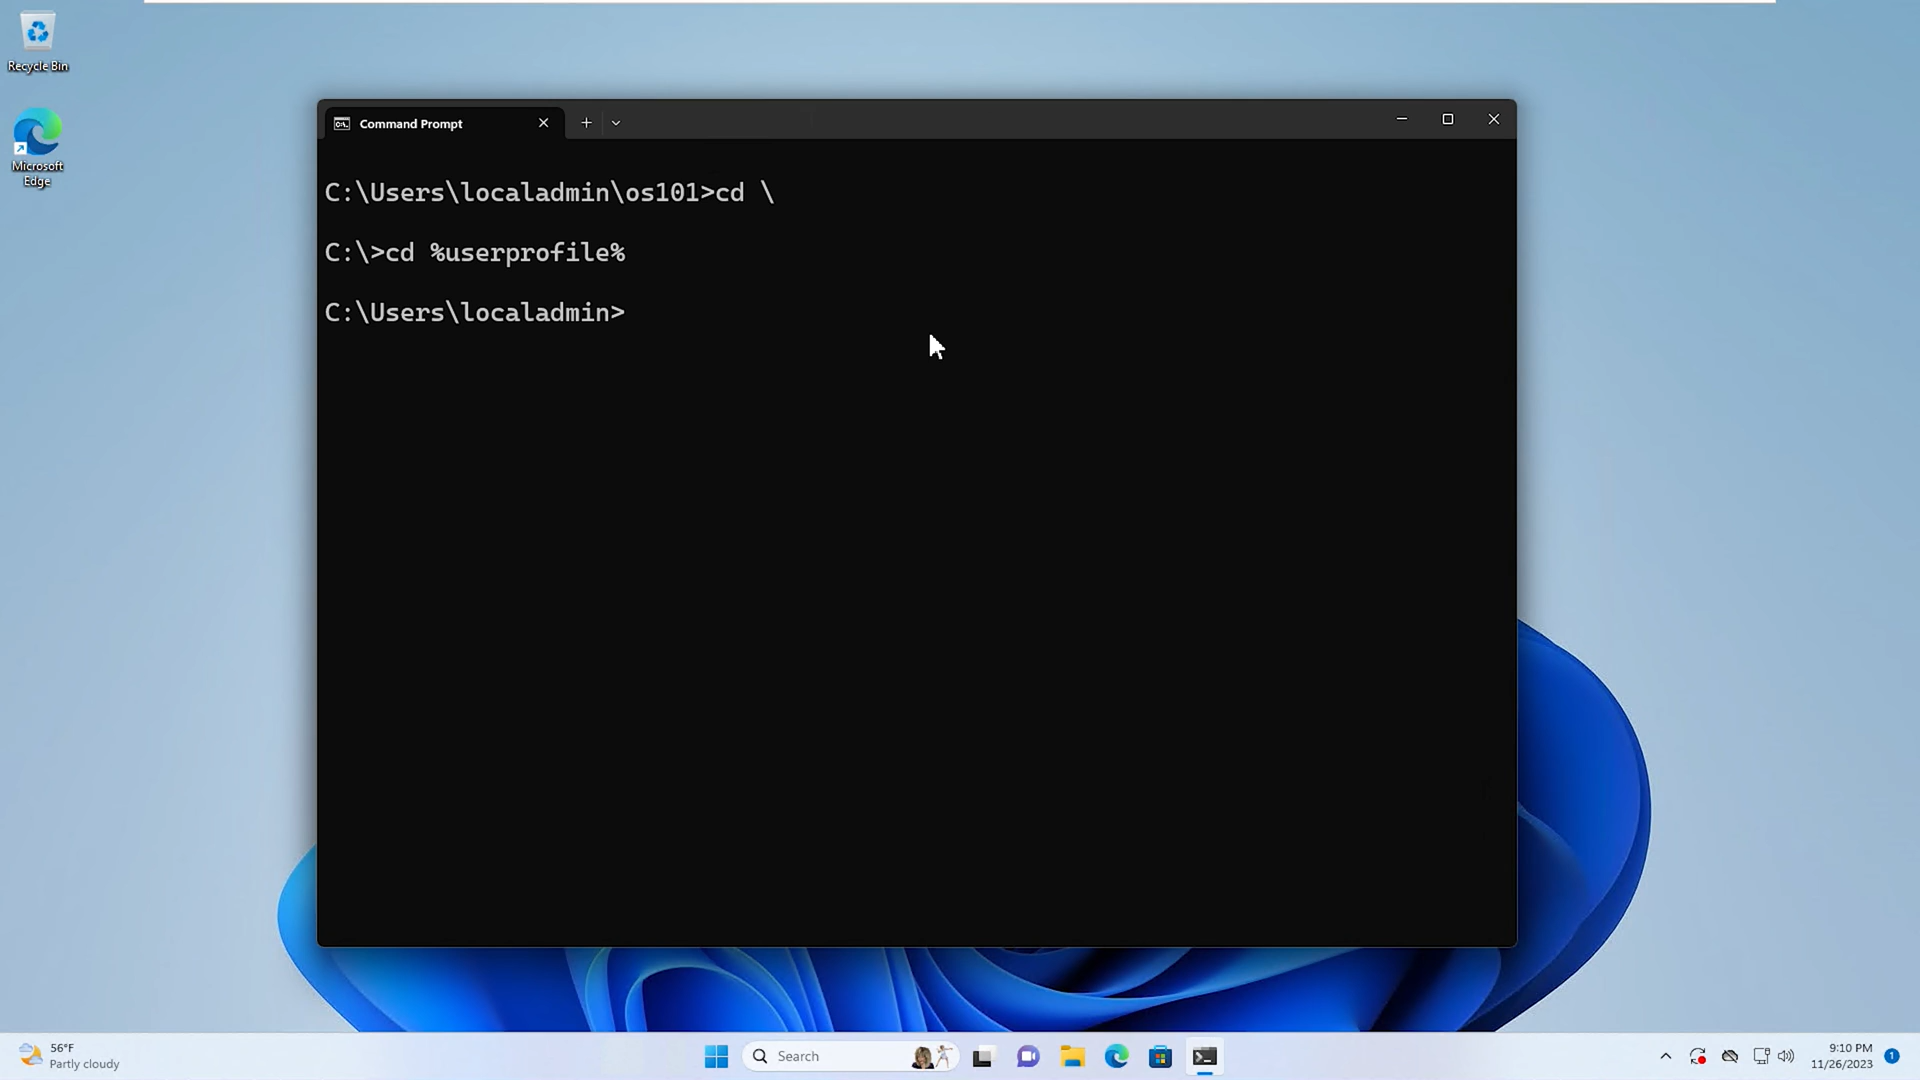 Recycle Bin
Microsoft
Edge
Command Prompt
C:\Users\localadmin\os101>cd \
C:\>cd %userprofile%
C:\Users\localadmin>
56°F
Partly cloudy
Search
9:10 PM
11/26/2023
1